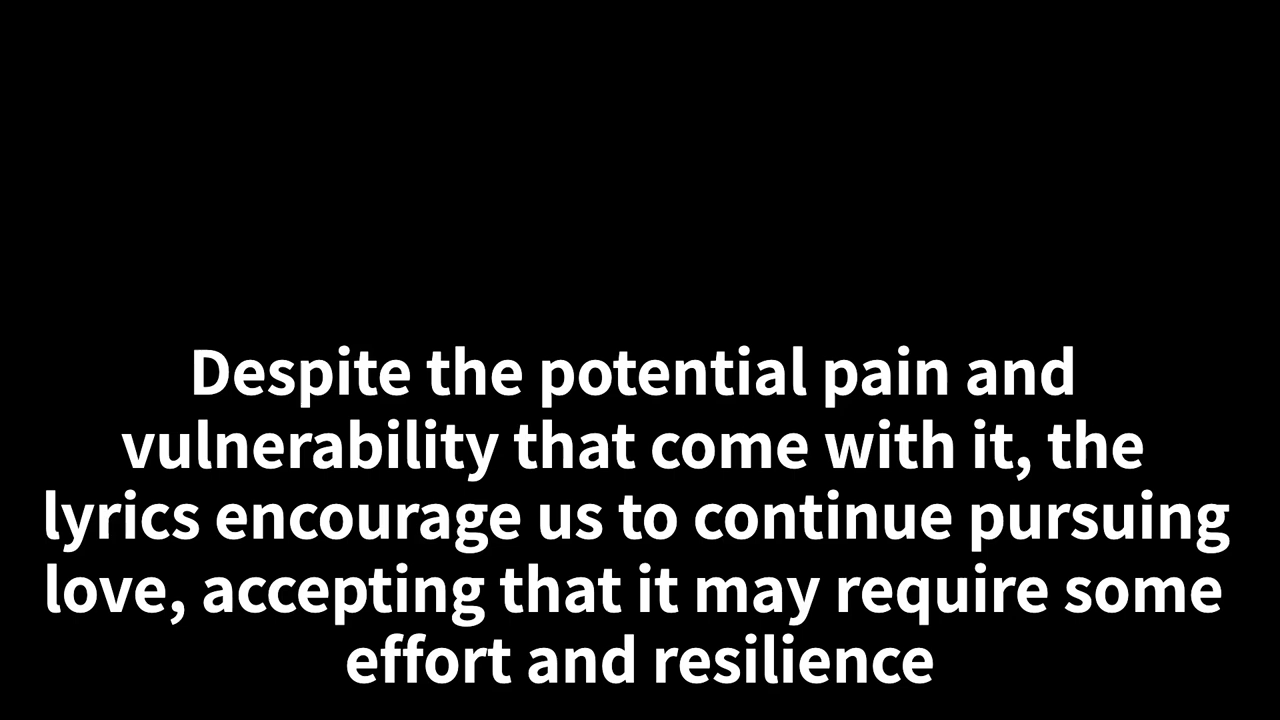 Despite the potential pain and
vulnerability that come with it, the
lyrics encourage us to continue pursuing
love, accepting that it may require some
effort and resilience